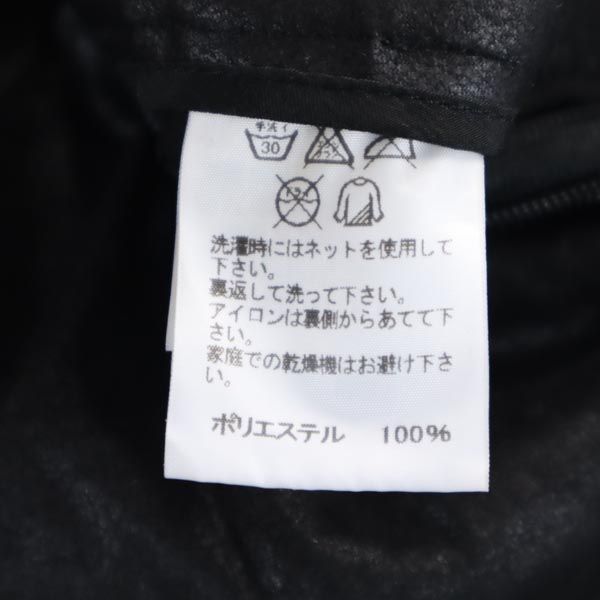 手洗イ
30
ドライ
洗濯時にはネットを使用して
下さい。
裏返して洗って下さい。
アイロンは裏側からあてて下
さい。
家庭での乾燥機はお避け下さ
い。
ポリエステル 100%